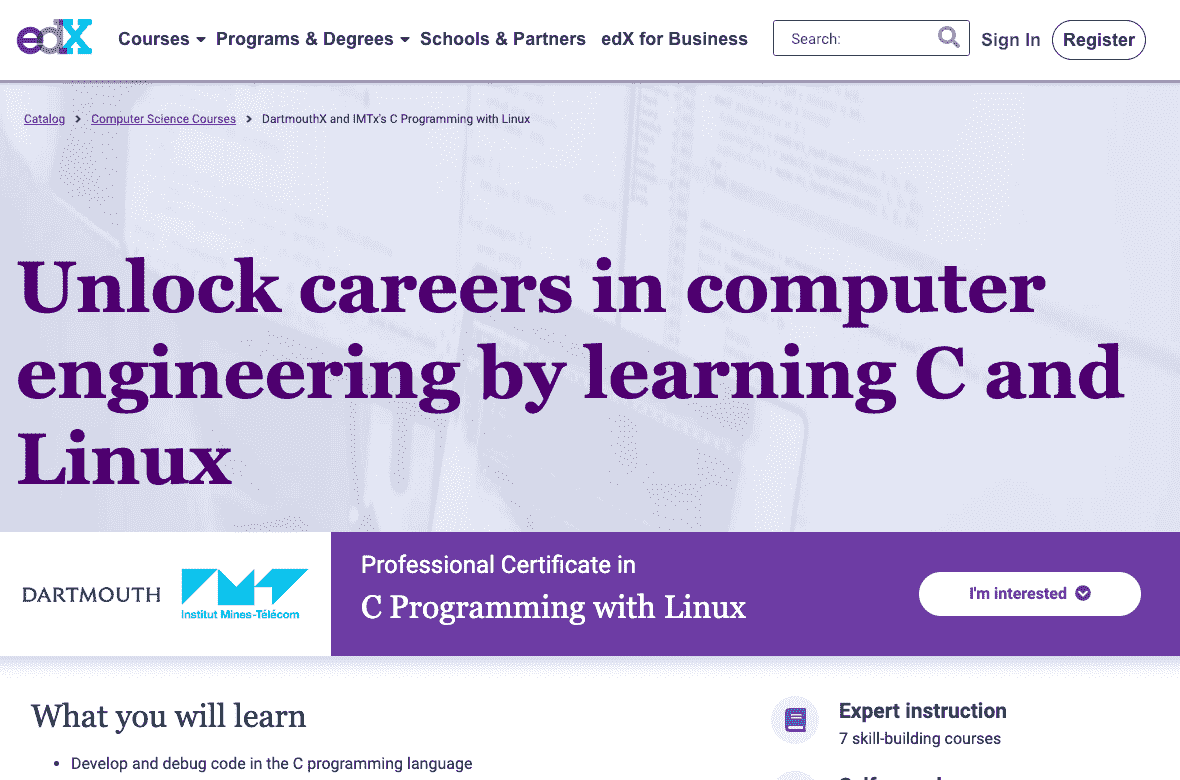 edX Courses Programs & Degrees Schools & Partners edX for Business Search: Sign In Register
Catalog > Computer Science Courses > DartmouthX and IMTx's C Programming with Linux
Unlock careers in computer
engineering by learning C and
Linux
DARTMOUTH
IMT
Institut Mines-Télécom
Professional Certificate in
C Programming with Linux
I'm interested
What you will learn
• Develop and debug code in the C programming language
Expert instruction
7 skill-building courses